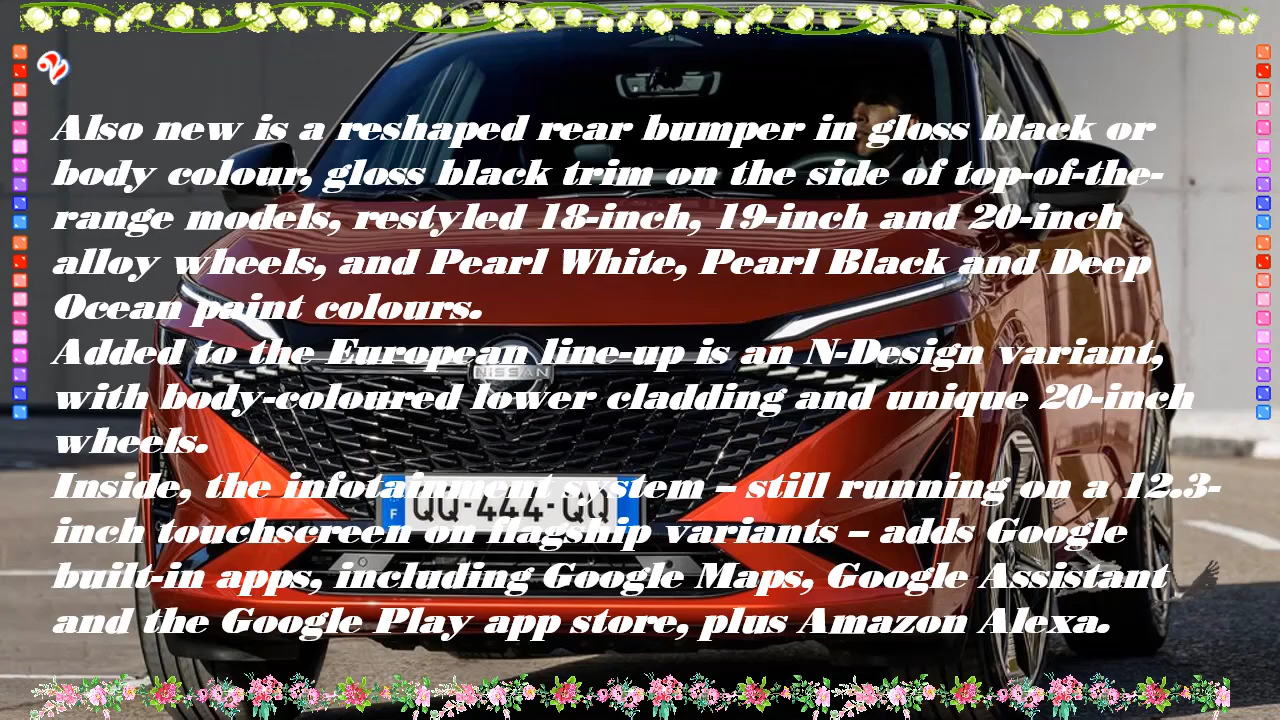 2
Also new is a reshaped rear bumper in gloss black or
body colour, gloss black trim on the side of top-of-the-
range models, restyled 18-inch, 19-inch and 20-inch
alloy wheels, and Pearl White, Pearl Black and Deep
Ocean paint colours.
Added to the European line-up is an N-Design variant,
NISSAN
with body-coloured lower cladding and unique 20-inch
wheels.
Inside, the infotainment system – still running on a 12.3-
F QQ-444-QQ
inch touchscreen on flagship variants – adds Google
built-in apps, including Google Maps, Google Assistant
and the Google Play app store, plus Amazon Alexa.